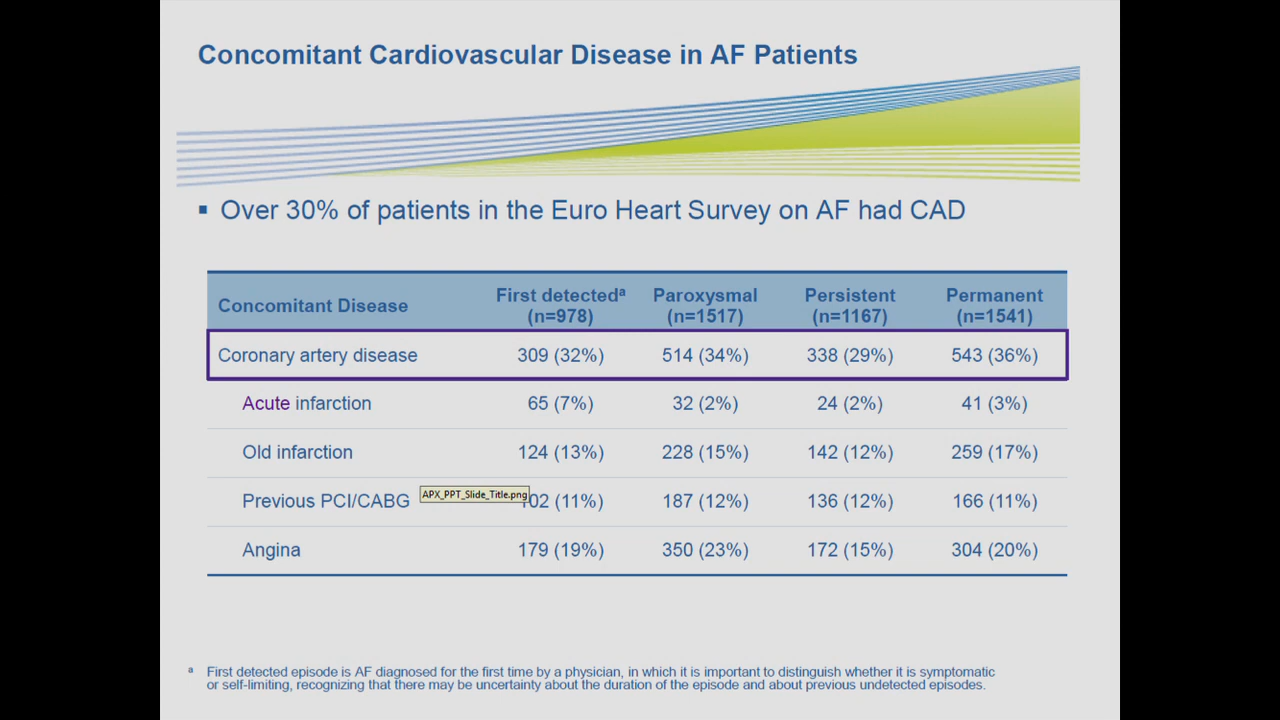 Concomitant Cardiovascular Disease in AF Patients
▪ Over 30% of patients in the Euro Heart Survey on AF had CAD
Concomitant Disease First detectedᵃ (n=978) Paroxysmal (n=1517) Persistent (n=1167) Permanent (n=1541)
Coronary artery disease 309 (32%) 514 (34%) 338 (29%) 543 (36%)
Acute infarction 65 (7%) 32 (2%) 24 (2%) 41 (3%)
Old infarction 124 (13%) 228 (15%) 142 (12%) 259 (17%)
Previous PCI/CABG APX_PPT_Slide_Title.png 02 (11%) 187 (12%) 136 (12%) 166 (11%)
Angina 179 (19%) 350 (23%) 172 (15%) 304 (20%)
ᵃ First detected episode is AF diagnosed for the first time by a physician, in which it is important to distinguish whether it is symptomatic
or self-limiting, recognizing that there may be uncertainty about the duration of the episode and about previous undetected episodes.